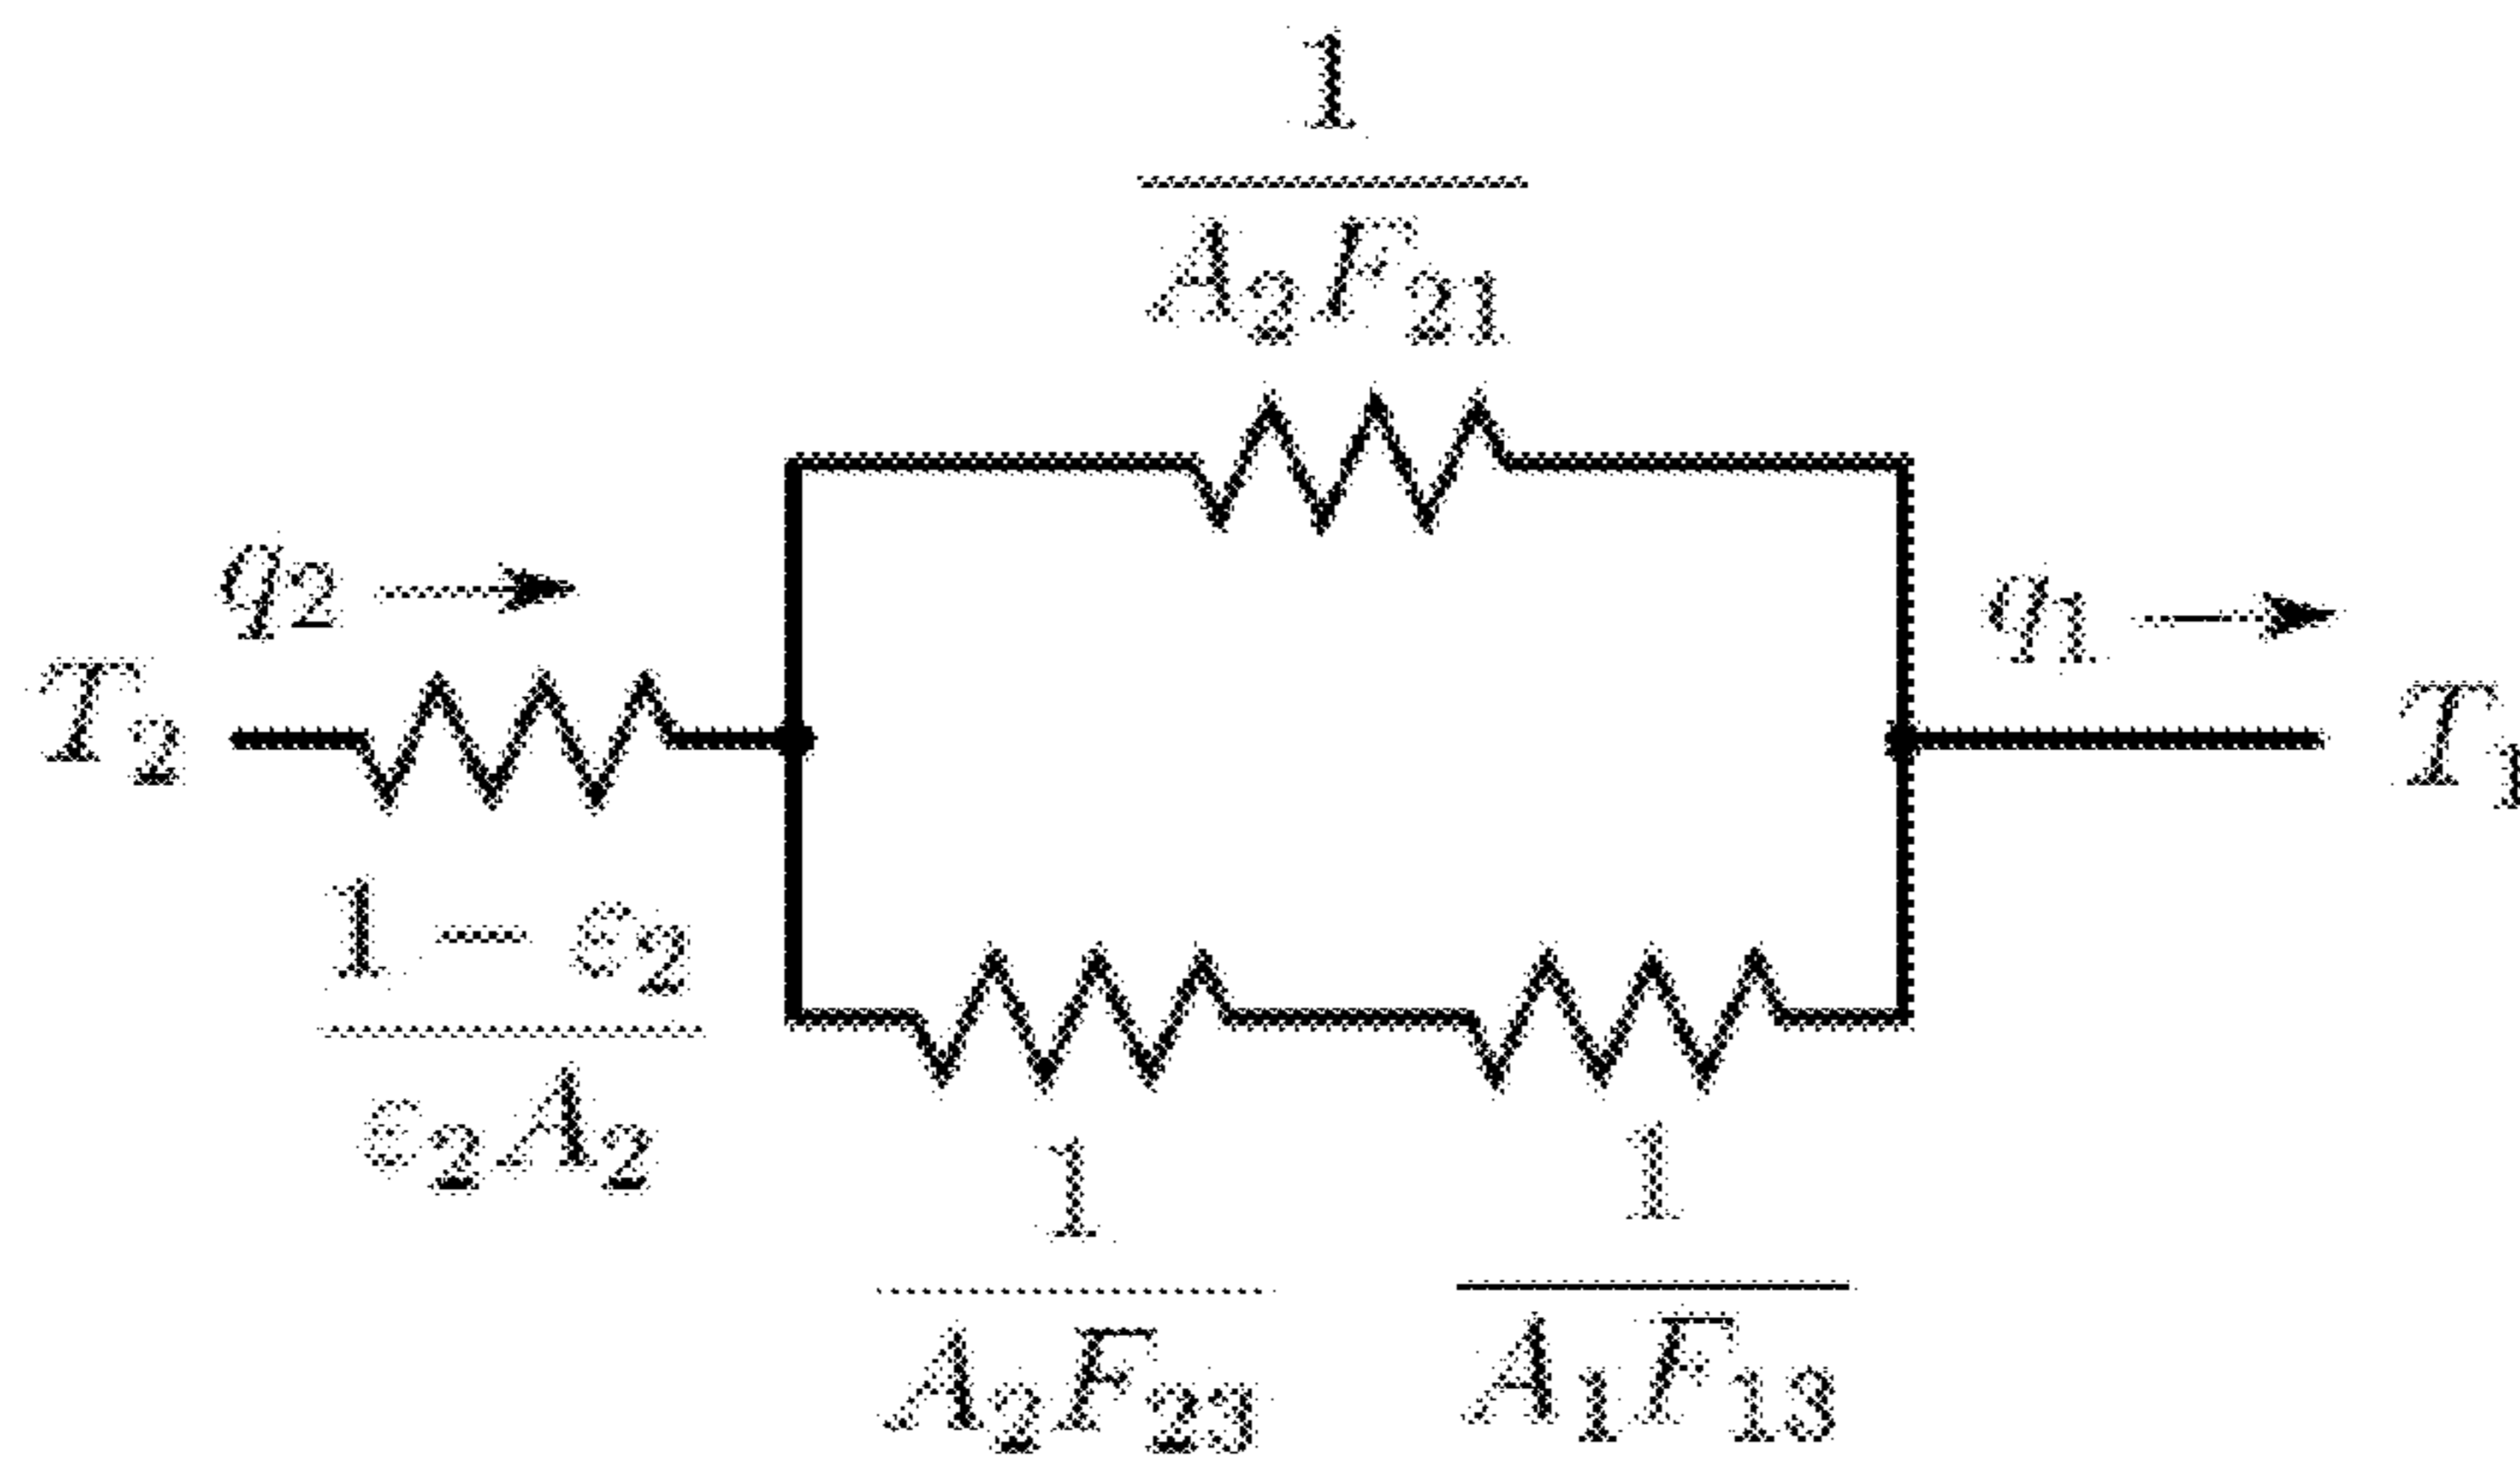 1
A₂F₂₁
q₂
q₁
T₂
T₁
1 − ε₂
ε₂A₂
1
A₂F₂₃
1
A₁F₁₃